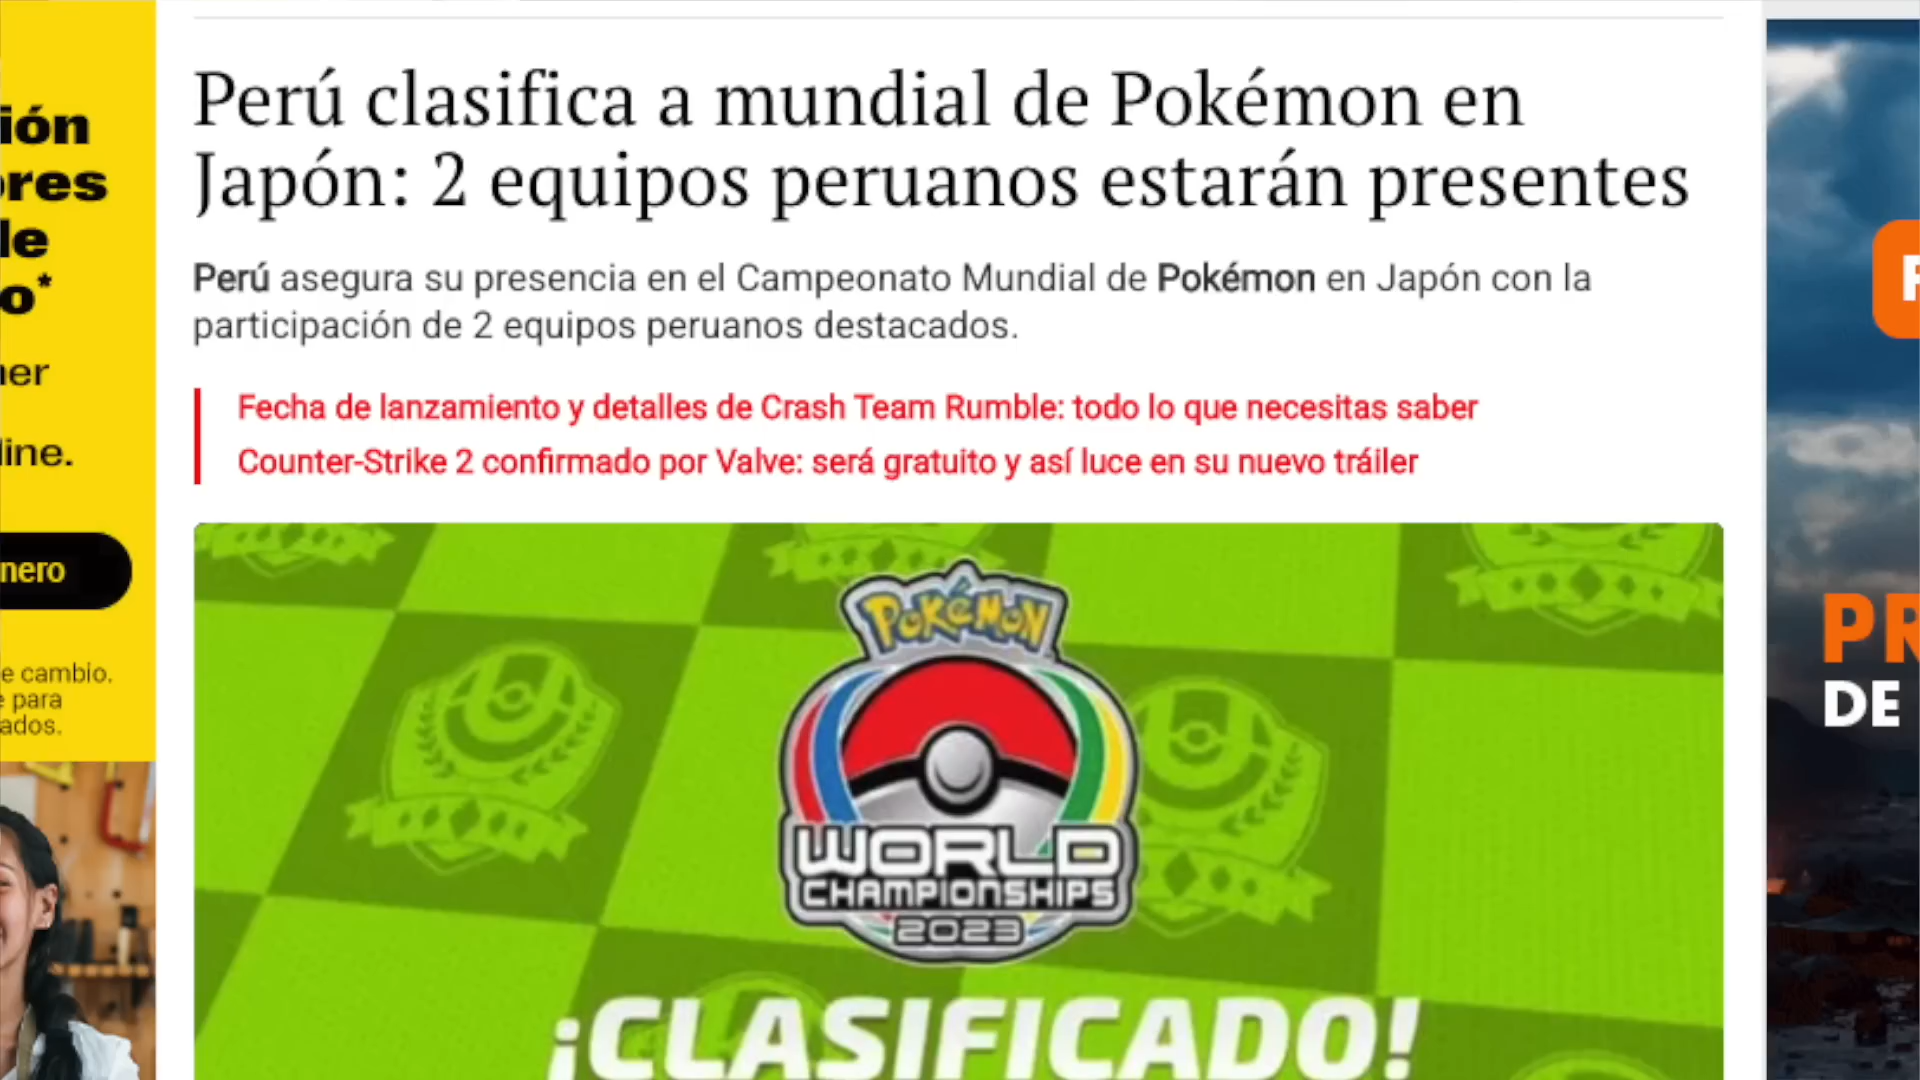 Perú clasifica a mundial de Pokémon en
Japón: 2 equipos peruanos estarán presentes
Perú asegura su presencia en el Campeonato Mundial de Pokémon en Japón con la
participación de 2 equipos peruanos destacados.
Fecha de lanzamiento y detalles de Crash Team Rumble: todo lo que necesitas saber
Counter-Strike 2 confirmado por Valve: será gratuito y así luce en su nuevo tráiler
POKéMON
WORLD
CHAMPIONSHIPS
2023
¡CLASIFICADO!
ión
ores
de
o*
ner
line.
nero
e cambio.
e para
ados.
PR
DE